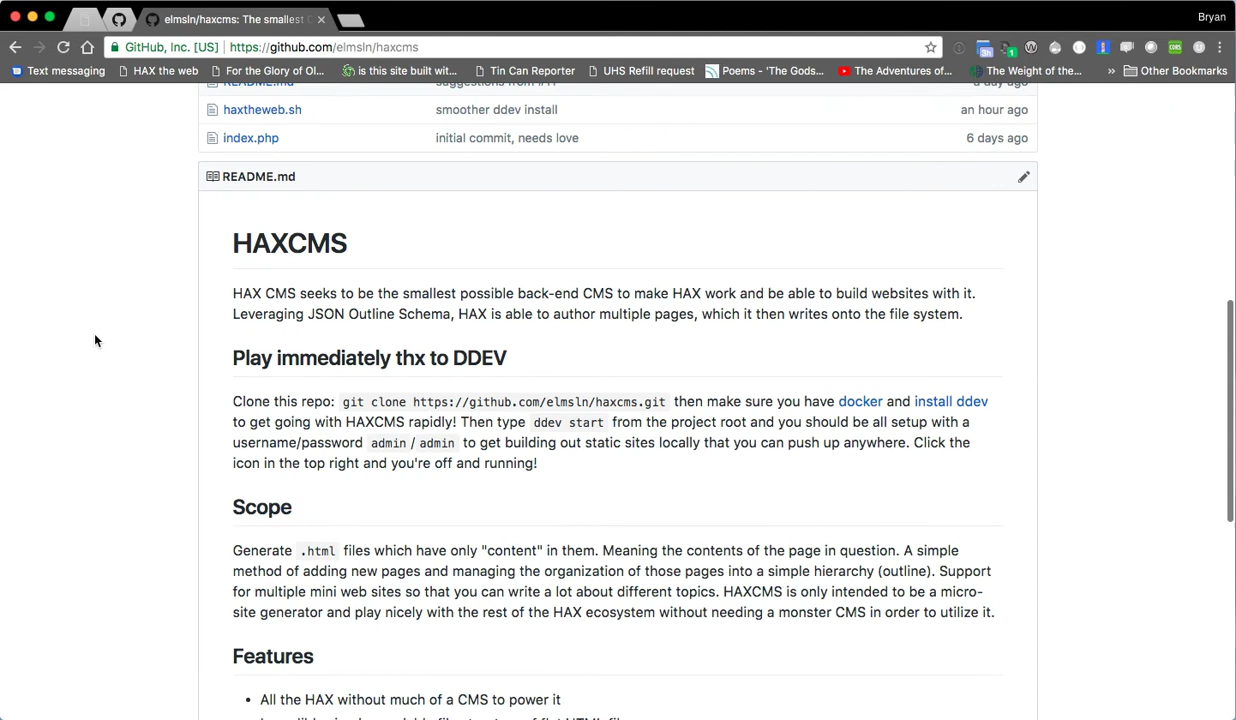 elmsln/haxcms: The smallest
Bryan
GitHub, Inc. [US] https://github.com/elmsln/haxcms
Text messaging HAX the web For the Glory of Ol... is this site built wit... Tin Can Reporter UHS Refill request Poems - 'The Gods... The Adventures of... The Weight of the... » Other Bookmarks
README.md a day ago
haxtheweb.sh smoother ddev install an hour ago
index.php initial commit, needs love 6 days ago
README.md
HAXCMS
HAX CMS seeks to be the smallest possible back-end CMS to make HAX work and be able to build websites with it.
Leveraging JSON Outline Schema, HAX is able to author multiple pages, which it then writes onto the file system.
Play immediately thx to DDEV
Clone this repo: git clone https://github.com/elmsln/haxcms.git then make sure you have docker and install ddev
to get going with HAXCMS rapidly! Then type ddev start from the project root and you should be all setup with a
username/password admin / admin to get building out static sites locally that you can push up anywhere. Click the
icon in the top right and you're off and running!
Scope
Generate .html files which have only "content" in them. Meaning the contents of the page in question. A simple
method of adding new pages and managing the organization of those pages into a simple hierarchy (outline). Support
for multiple mini web sites so that you can write a lot about different topics. HAXCMS is only intended to be a micro-
site generator and play nicely with the rest of the HAX ecosystem without needing a monster CMS in order to utilize it.
Features
• All the HAX without much of a CMS to power it